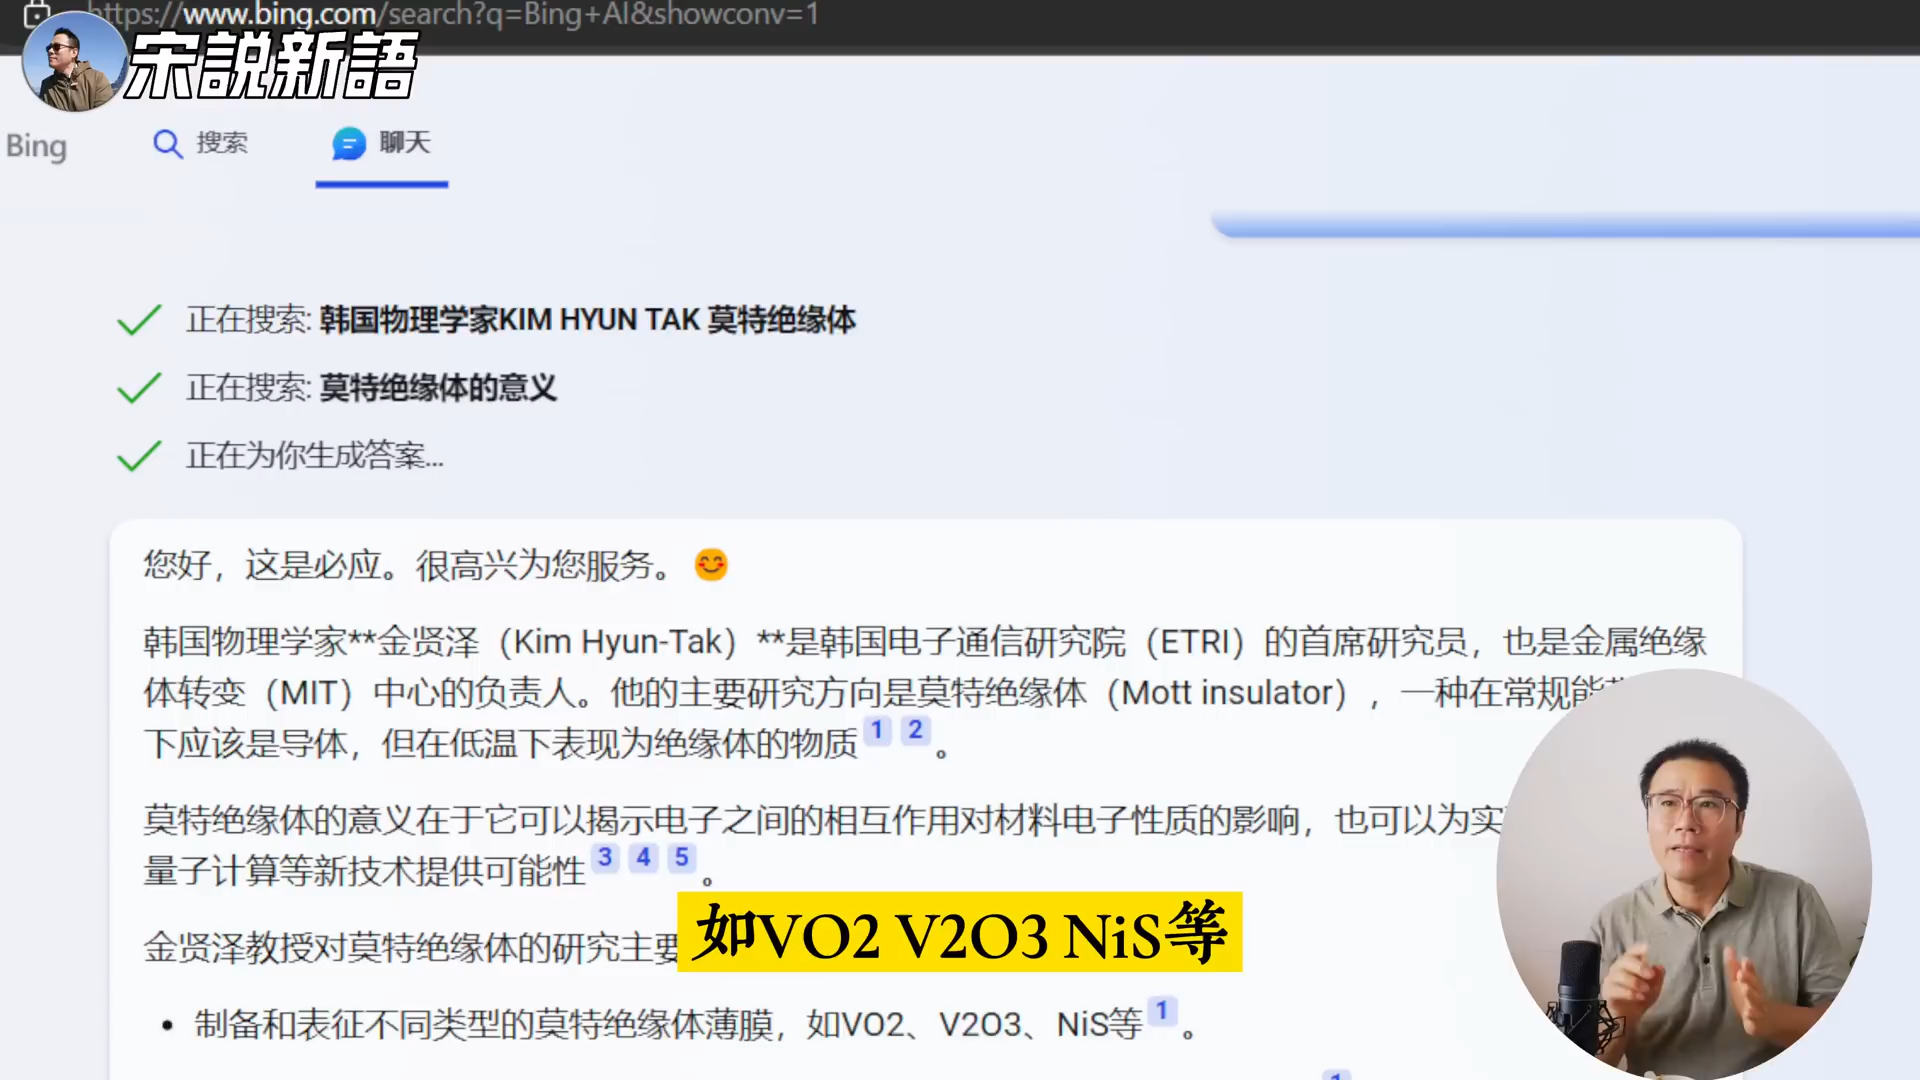 https://www.bing.com/search?q=Bing+AI&showconv=1
宋説新語
Bing
搜索
聊天
正在搜索: 韩国物理学家KIM HYUN TAK 莫特绝缘体
正在搜索: 莫特绝缘体的意义
正在为你生成答案...
您好，这是必应。很高兴为您服务。
韩国物理学家**金贤泽（Kim Hyun-Tak）**是韩国电子通信研究院（ETRI）的首席研究员，也是金属绝缘
体转变（MIT）中心的负责人。他的主要研究方向是莫特绝缘体（Mott insulator），一种在常规能
下应该是导体，但在低温下表现为绝缘体的物质 1 2 。
莫特绝缘体的意义在于它可以揭示电子之间的相互作用对材料电子性质的影响，也可以为实
量子计算等新技术提供可能性 3 4 5 。
金贤泽教授对莫特绝缘体的研究主要
如VO2 V2O3 NiS等
• 制备和表征不同类型的莫特绝缘体薄膜，如VO2、V2O3、NiS等 1 。
1